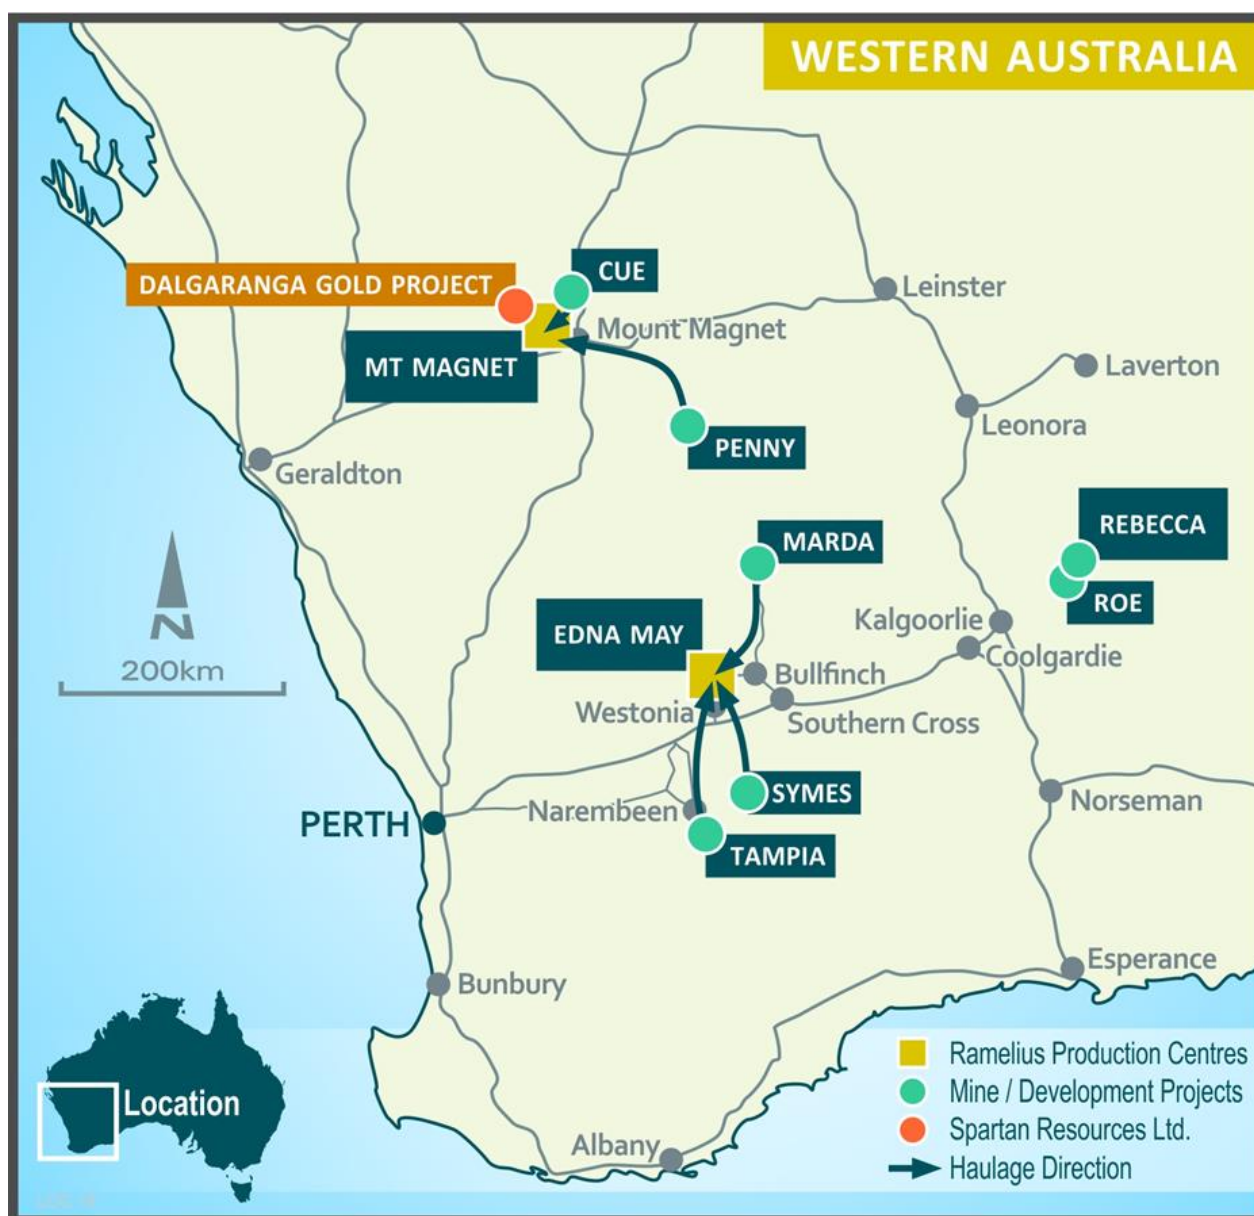 WESTERN AUSTRALIA
CUE
DALGARANGA GOLD PROJECT
Leinster
Mount Magnet
MT MAGNET
Laverton
Leonora
PENNY
Geraldton
REBECCA
MARDA
ROE
N
200km
EDNA MAY
Kalgoorlie
Coolgardie
Bullfinch
Westonia
Southern Cross
SYMES
Narembeen
Norseman
PERTH
TAMPIA
Esperance
Bunbury
Ramelius Production Centres
Mine / Development Projects
Spartan Resources Ltd.
Haulage Direction
Location
Albany